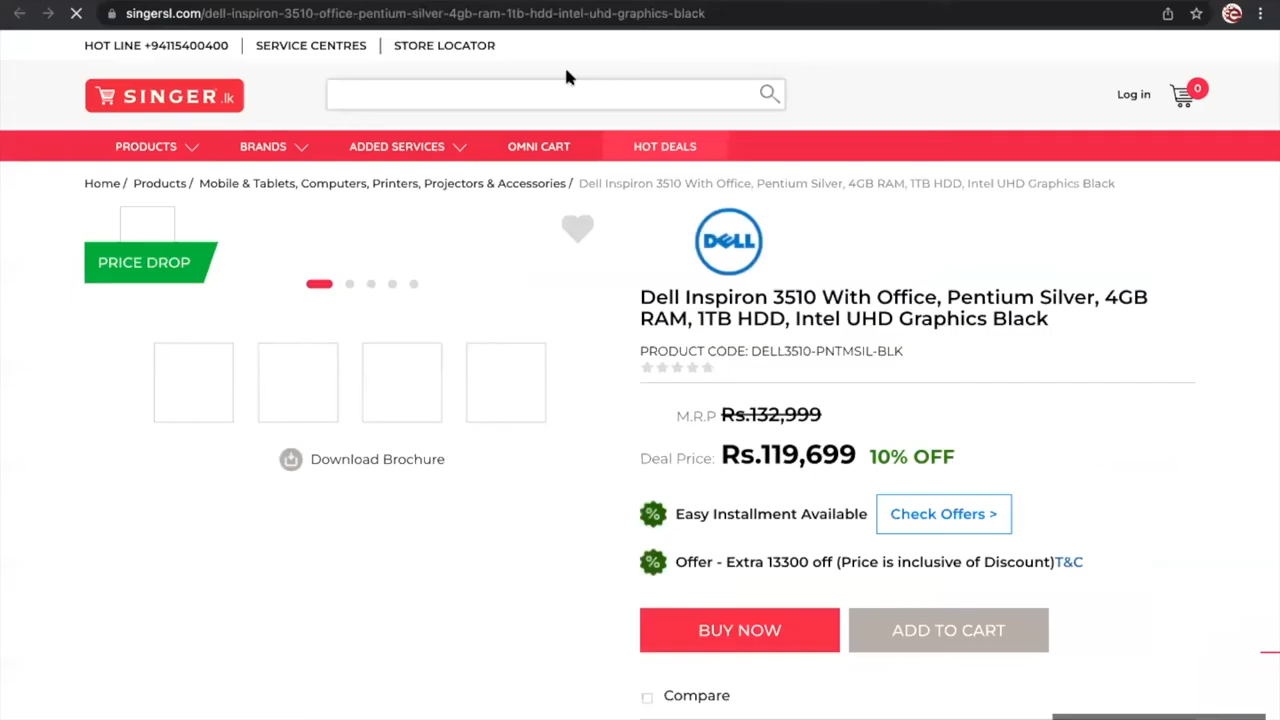 singersl.com/dell-inspiron-3510-office-pentium-silver-4gb-ram-1tb-hdd-intel-uhd-graphics-black
HOT LINE +94115400400 SERVICE CENTRES STORE LOCATOR
SINGER.lk
Log in
0
PRODUCTS BRANDS ADDED SERVICES OMNI CART HOT DEALS
Home / Products / Mobile & Tablets, Computers, Printers, Projectors & Accessories / Dell Inspiron 3510 With Office, Pentium Silver, 4GB RAM, 1TB HDD, Intel UHD Graphics Black
PRICE DROP
DELL
Dell Inspiron 3510 With Office, Pentium Silver, 4GB
RAM, 1TB HDD, Intel UHD Graphics Black
PRODUCT CODE: DELL3510-PNTMSIL-BLK
M.R.P Rs.132,999
Deal Price: Rs.119,699 10% OFF
Download Brochure
% Easy Installment Available Check Offers >
% Offer - Extra 13300 off (Price is inclusive of Discount)T&C
BUY NOW ADD TO CART
Compare